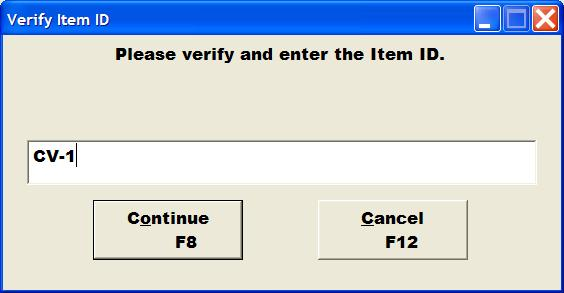 Verify Item ID
Please verify and enter the Item ID.
CV-1
Continue
F8
Cancel
F12